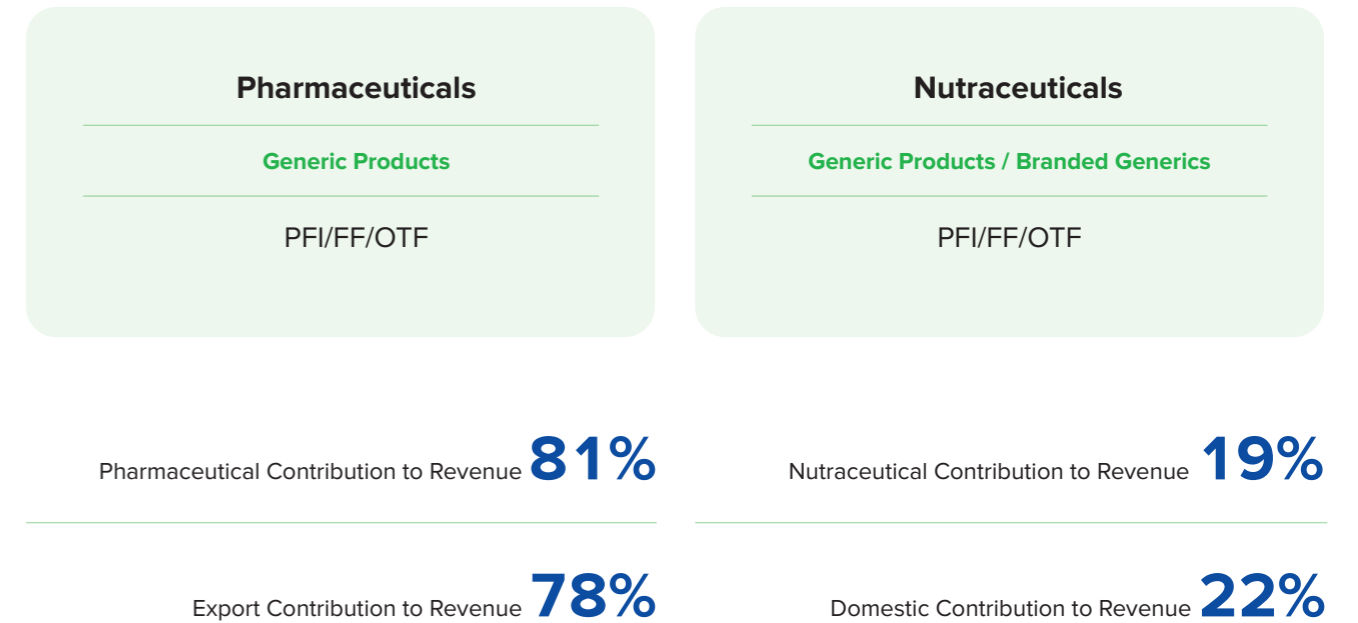 Pharmaceuticals
Generic Products
PFI/FF/OTF
Nutraceuticals
Generic Products / Branded Generics
PFI/FF/OTF
Pharmaceutical Contribution to Revenue 81%
Nutraceutical Contribution to Revenue 19%
Export Contribution to Revenue 78%
Domestic Contribution to Revenue 22%